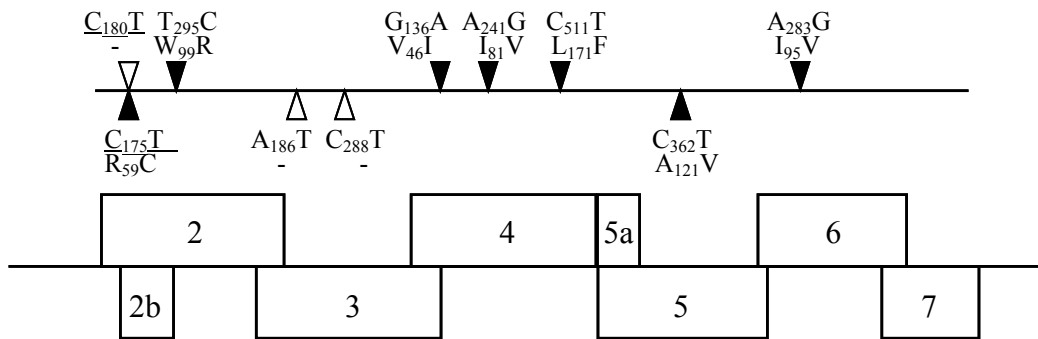 C₁₈₀T T₂₉₅C G₁₃₆A A₂₄₁G C₅₁₁T A₂₈₃G
- W₉₉R V₄₆I I₈₁V L₁₇₁F I₉₅V
C₁₇₅T A₁₈₆T C₂₈₈T C₃₆₂T
R₅₉C - - A₁₂₁V
2 4 5a 6
2b 3 5 7